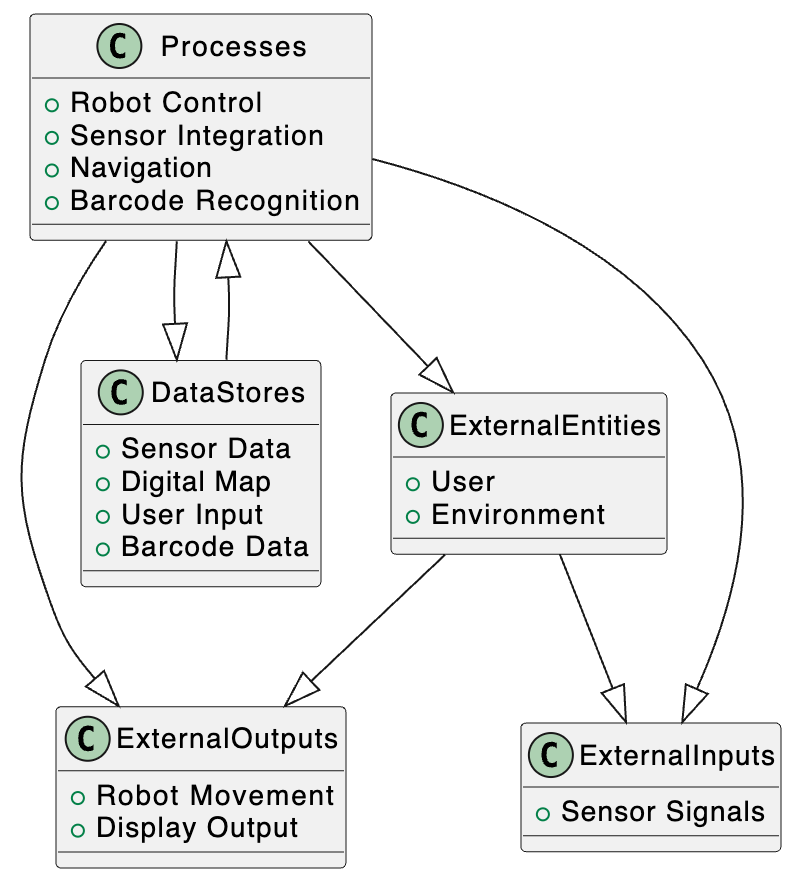 C Processes
Robot Control
Sensor Integration
Navigation
Barcode Recognition
C DataStores
Sensor Data
Digital Map
User Input
Barcode Data
C ExternalEntities
User
Environment
C ExternalOutputs
Robot Movement
Display Output
C ExternalInputs
Sensor Signals